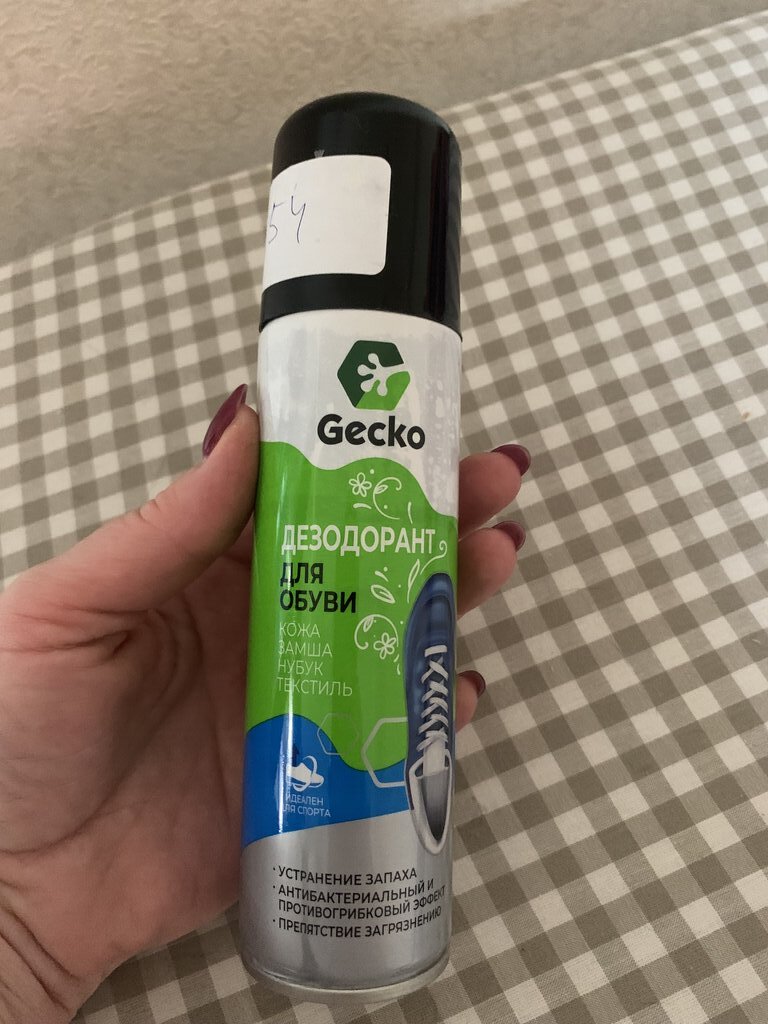 54
Gecko
ДЕЗОДОРАНТ
ДЛЯ
ОБУВИ
КОЖА
ЗАМША
НУБУК
ТЕКСТИЛЬ
ИДЕАЛЕН
ДЛЯ СПОРТА
· УСТРАНЕНИЕ ЗАПАХА
· АНТИБАКТЕРИАЛЬНЫЙ И
ПРОТИВОГРИБКОВЫЙ ЭФФЕКТ
· ПРЕПЯТСТВИЕ ЗАГРЯЗНЕНИЮ